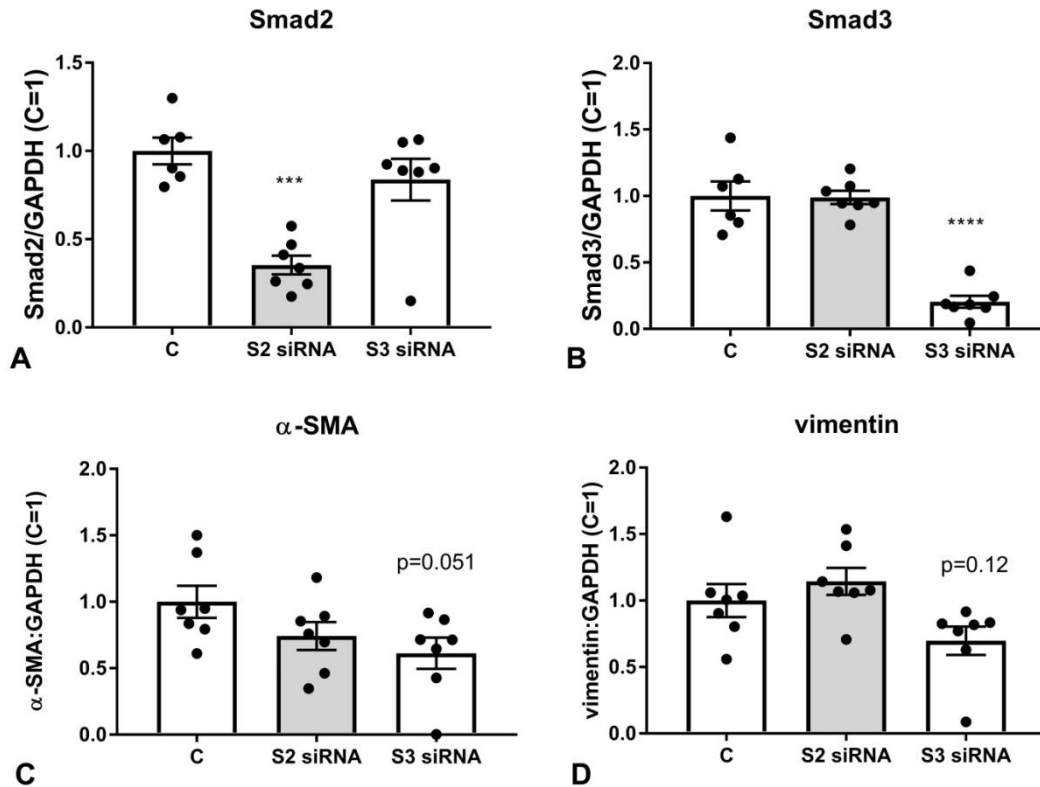 Smad2
Smad2/GAPDH (C=1)
1.5
1.0
0.5
0.0
***
C
S2 siRNA
S3 siRNA
A
Smad3
Smad3/GAPDH (C=1)
2.0
1.5
1.0
0.5
0.0
****
C
S2 siRNA
S3 siRNA
B
α-SMA
α-SMA:GAPDH (C=1)
2.0
1.5
1.0
0.5
0.0
p=0.051
C
S2 siRNA
S3 siRNA
C
vimentin
vimentin:GAPDH (C=1)
2.0
1.5
1.0
0.5
0.0
p=0.12
C
S2 siRNA
S3 siRNA
D